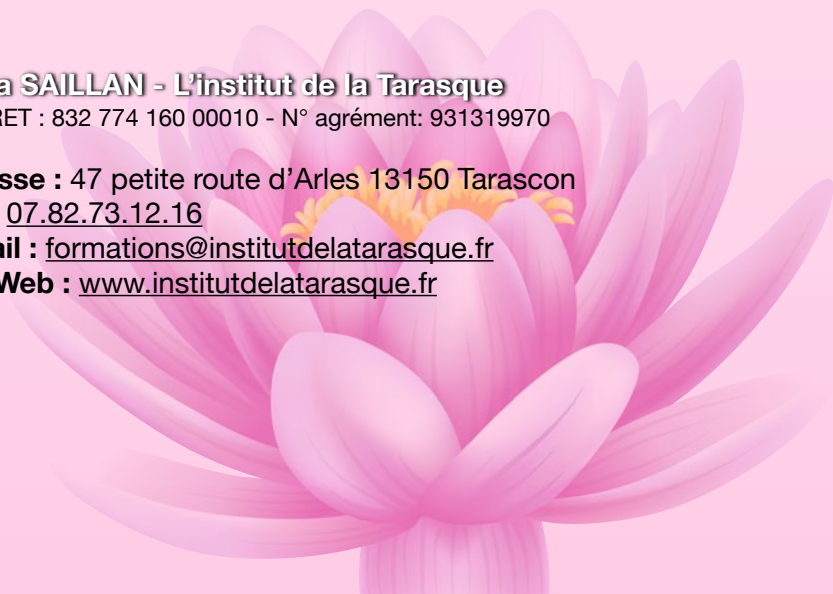 a SAILLAN - L’institut de la Tarasque
RET : 832 774 160 00010 - N° agrément: 931319970
sse : 47 petite route d’Arles 13150 Tarascon
07.82.73.12.16
ail : formations@institutdelatarasque.fr
Web : www.institutdelatarasque.fr